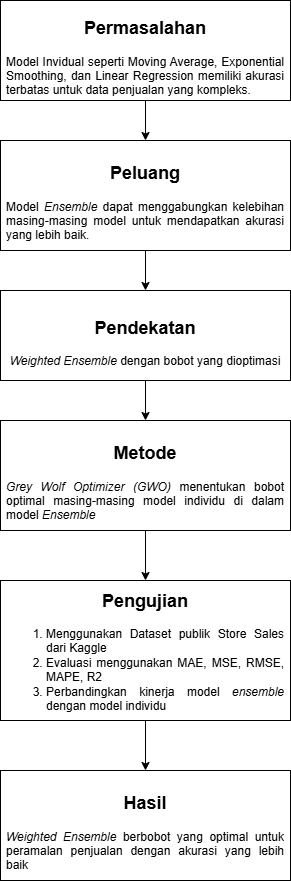 Permasalahan
Model Invidual seperti Moving Average, Exponential
Smoothing, dan Linear Regression memiliki akurasi
terbatas untuk data penjualan yang kompleks.
Peluang
Model Ensemble dapat menggabungkan kelebihan
masing-masing model untuk mendapatkan akurasi
yang lebih baik.
Pendekatan
Weighted Ensemble dengan bobot yang dioptimasi
Metode
Grey Wolf Optimizer (GWO) menentukan bobot
optimal masing-masing model individu di dalam
model Ensemble
Pengujian
1. Menggunakan Dataset publik Store Sales
dari Kaggle
2. Evaluasi menggunakan MAE, MSE, RMSE,
MAPE, R2
3. Perbandingkan kinerja model ensemble
dengan model individu
Hasil
Weighted Ensemble berbobot yang optimal untuk
peramalan penjualan dengan akurasi yang lebih
baik